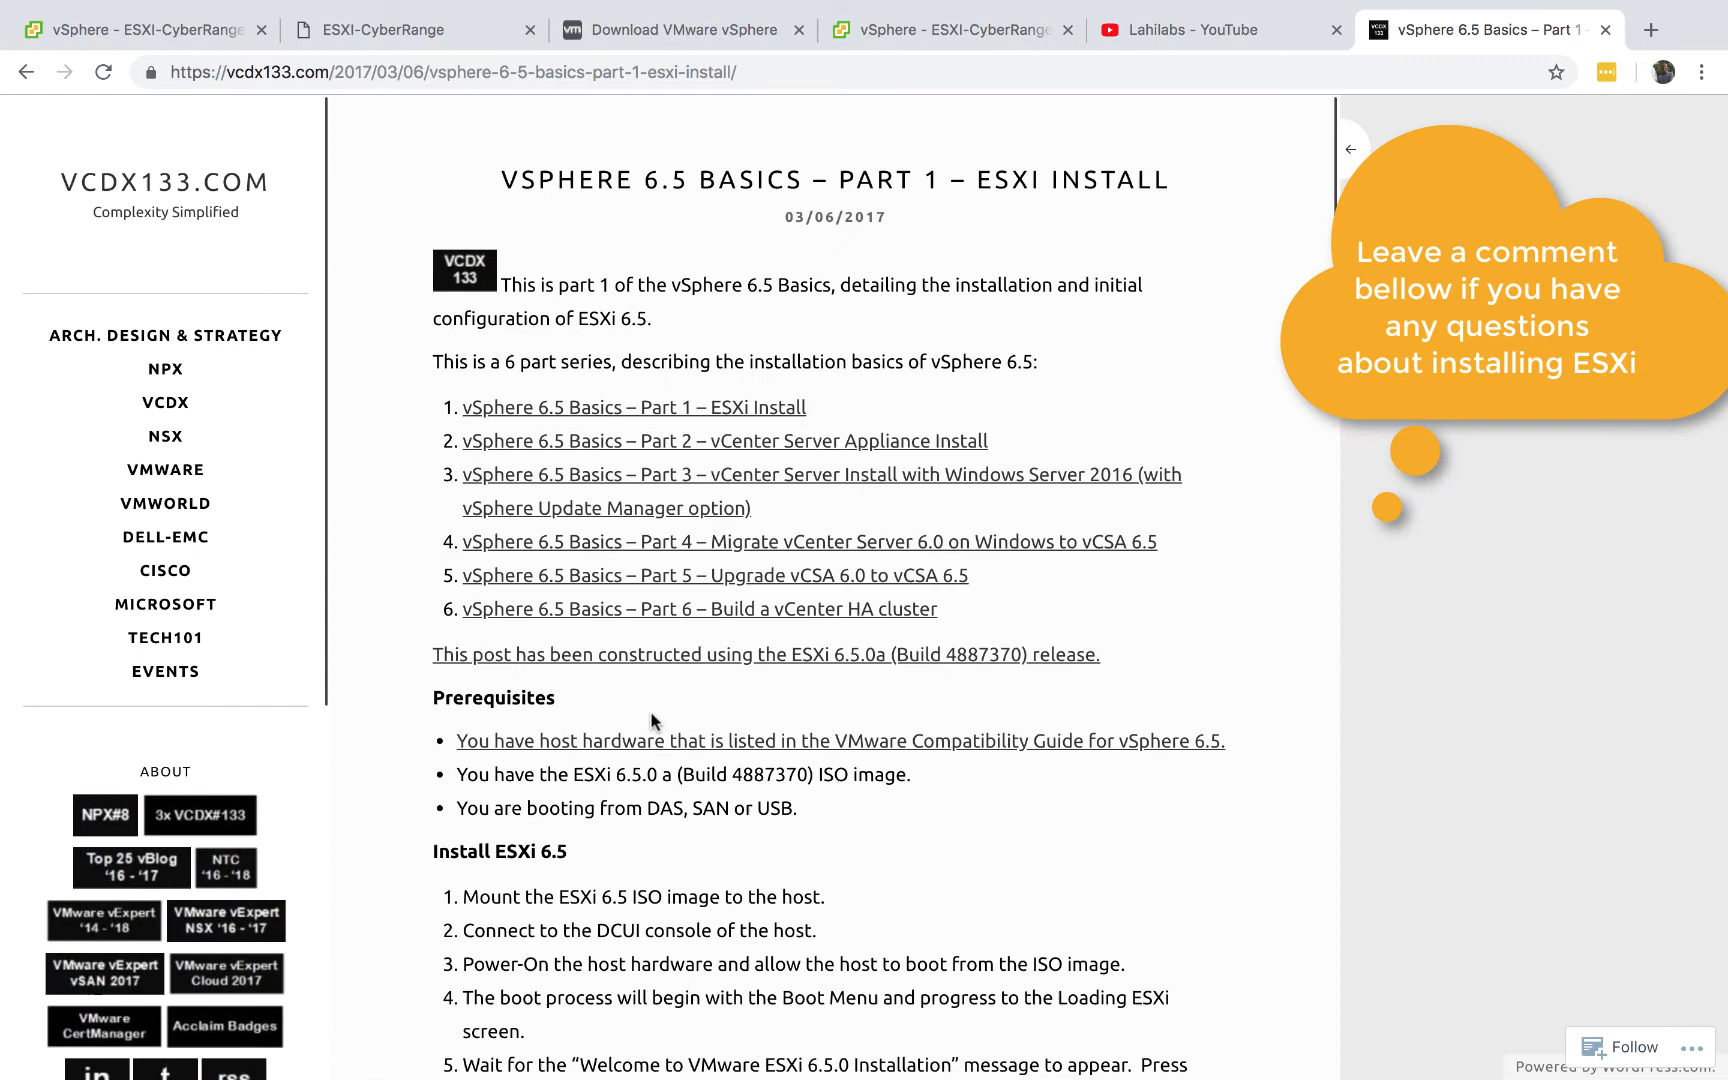 vSphere - ESXI-CyberRange
ESXI-CyberRange
Download VMware vSphere
vSphere - ESXI-CyberRange
Lahilabs - YouTube
VCDX 133
vSphere 6.5 Basics – Part 1 -
https://vcdx133.com/2017/03/06/vsphere-6-5-basics-part-1-esxi-install/
VCDX133.COM
Complexity Simplified
ARCH. DESIGN & STRATEGY
NPX
VCDX
NSX
VMWARE
VMWORLD
DELL-EMC
CISCO
MICROSOFT
TECH101
EVENTS
ABOUT
NPX#8
3x VCDX#133
Top 25 vBlog
‘16 - ‘17
NTC
‘16 - ‘18
VMware vExpert
‘14 - ‘18
VMware vExpert
NSX ‘16 - ‘17
VMware vExpert
vSAN 2017
VMware vExpert
Cloud 2017
VMware
CertManager
Acclaim Badges
in
t
rss
VSPHERE 6.5 BASICS – PART 1 – ESXI INSTALL
03/06/2017
VCDX
133
This is part 1 of the vSphere 6.5 Basics, detailing the installation and initial
configuration of ESXi 6.5.
This is a 6 part series, describing the installation basics of vSphere 6.5:
1. vSphere 6.5 Basics – Part 1 – ESXi Install
2. vSphere 6.5 Basics – Part 2 – vCenter Server Appliance Install
3. vSphere 6.5 Basics – Part 3 – vCenter Server Install with Windows Server 2016 (with
vSphere Update Manager option)
4. vSphere 6.5 Basics – Part 4 – Migrate vCenter Server 6.0 on Windows to vCSA 6.5
5. vSphere 6.5 Basics – Part 5 – Upgrade vCSA 6.0 to vCSA 6.5
6. vSphere 6.5 Basics – Part 6 – Build a vCenter HA cluster
This post has been constructed using the ESXi 6.5.0a (Build 4887370) release.
Prerequisites
• You have host hardware that is listed in the VMware Compatibility Guide for vSphere 6.5.
• You have the ESXi 6.5.0 a (Build 4887370) ISO image.
• You are booting from DAS, SAN or USB.
Install ESXi 6.5
1. Mount the ESXi 6.5 ISO image to the host.
2. Connect to the DCUI console of the host.
3. Power-On the host hardware and allow the host to boot from the ISO image.
4. The boot process will begin with the Boot Menu and progress to the Loading ESXi
screen.
5. Wait for the “Welcome to VMware ESXi 6.5.0 Installation” message to appear. Press
Leave a comment
bellow if you have
any questions
about installing ESXi
Follow
Powered by WordPress.com.